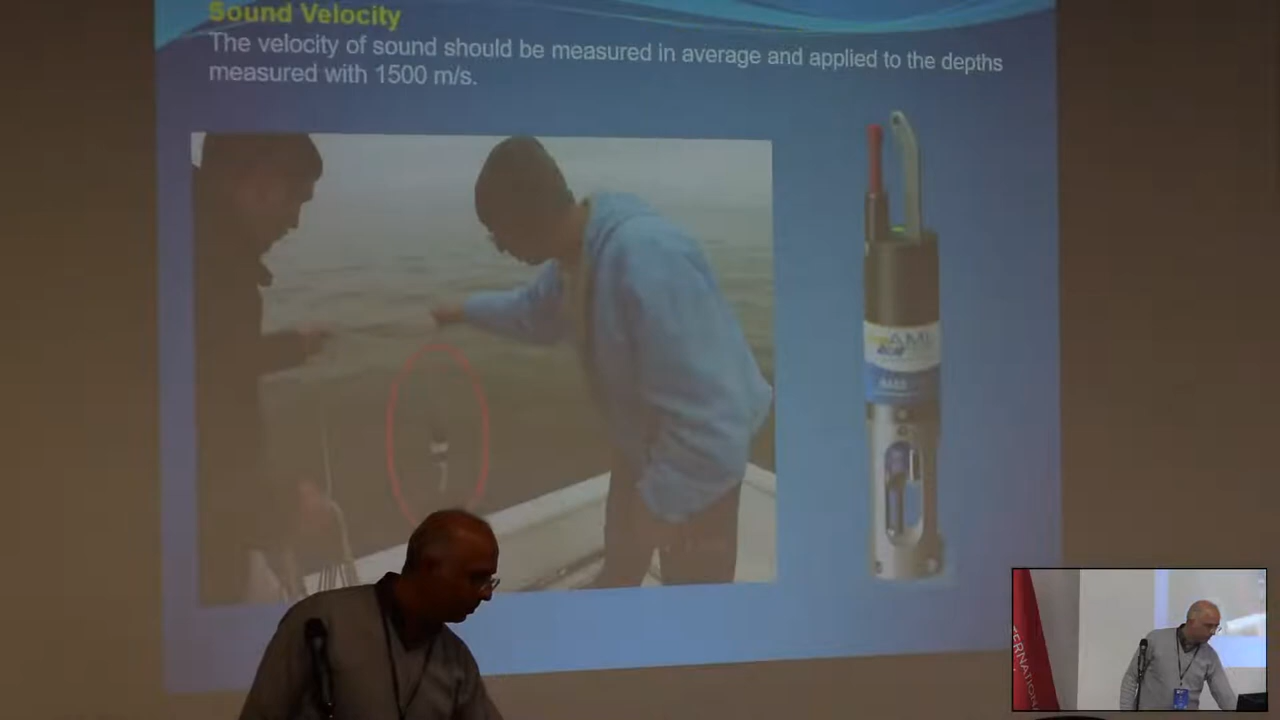 Sound Velocity
The velocity of sound should be measured in average and applied to the depths
measured with 1500 m/s.
AML